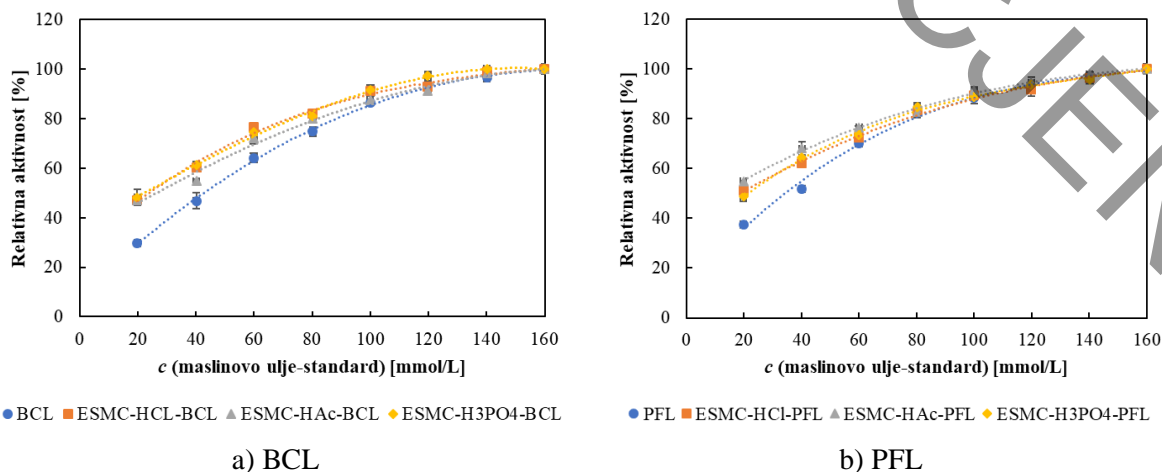 120
100
80
60
40
20
0
Relativna aktivnost [%]
0 20 40 60 80 100 120 140 160
c (maslinovo ulje-standard) [mmol/L]
BCL ESMC-HCL-BCL ESMC-HAc-BCL ESMC-H3PO4-BCL
a) BCL
120
100
80
60
40
20
0
Relativna aktivnost [%]
0 20 40 60 80 100 120 140 160
c (maslinovo ulje-standard) [mmol/L]
PFL ESMC-HCl-PFL ESMC-HAc-PFL ESMC-H3PO4-PFL
b) PFL